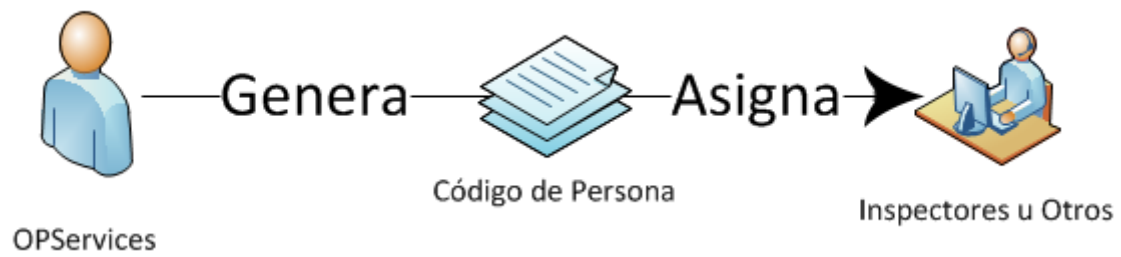 Genera
Asigna
Código de Persona
Inspectores u Otros
OPServices